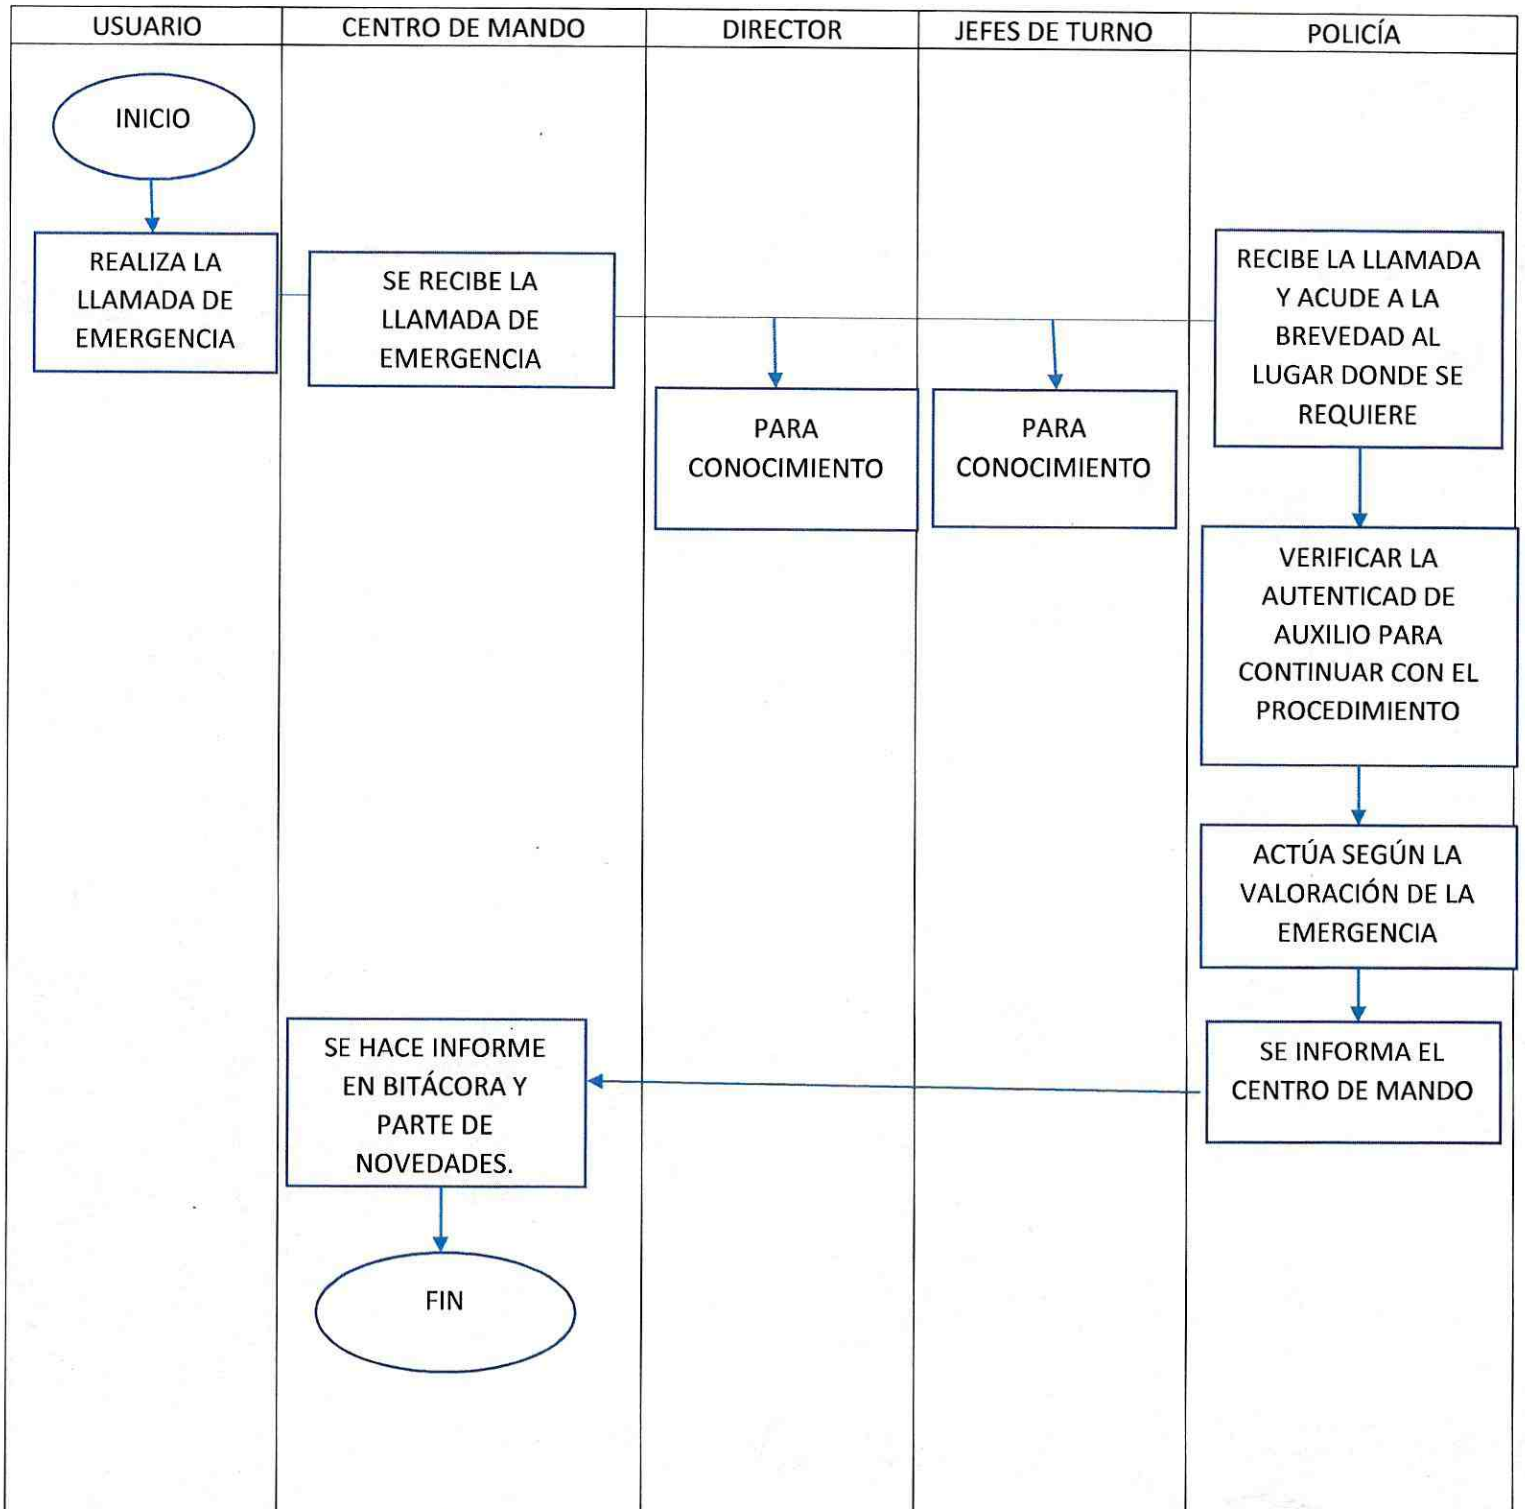 USUARIO
CENTRO DE MANDO
DIRECTOR
JEFES DE TURNO
POLICÍA
INICIO
REALIZA LA
LLAMADA DE
EMERGENCIA
SE RECIBE LA
LLAMADA DE
EMERGENCIA
PARA
CONOCIMIENTO
PARA
CONOCIMIENTO
RECIBE LA LLAMADA
Y ACUDE A LA
BREVEDAD AL
LUGAR DONDE SE
REQUIERE
VERIFICAR LA
AUTENTICAD DE
AUXILIO PARA
CONTINUAR CON EL
PROCEDIMIENTO
ACTÚA SEGÚN LA
VALORACIÓN DE LA
EMERGENCIA
SE INFORMA EL
CENTRO DE MANDO
SE HACE INFORME
EN BITÁCORA Y
PARTE DE
NOVEDADES.
FIN